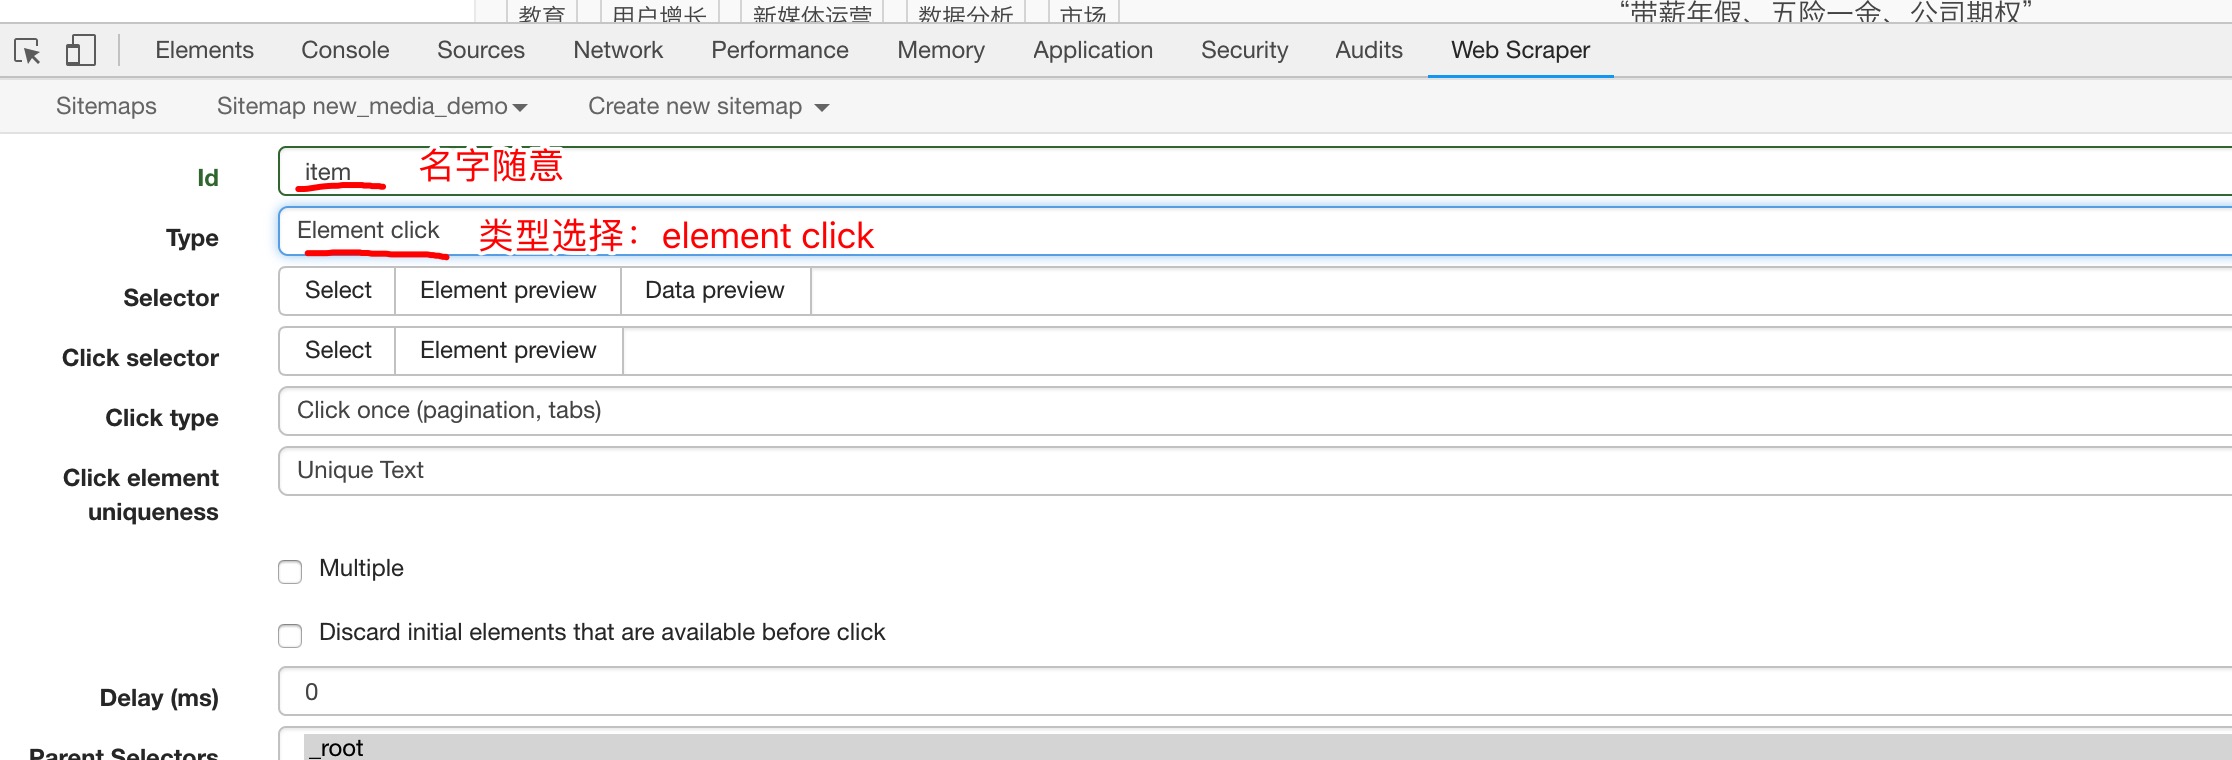 教育 用户增长 新媒体运营 数据分析 市场 “带薪年假、五险一金、公司期权”
Elements Console Sources Network Performance Memory Application Security Audits Web Scraper
Sitemaps Sitemap new_media_demo Create new sitemap
Id item 名字随意
Type Element click 类型选择：element click
Selector Select Element preview Data preview
Click selector Select Element preview
Click type Click once (pagination, tabs)
Click element Unique Text
uniqueness
Multiple
Discard initial elements that are available before click
Delay (ms) 0
Parent Selectors _root